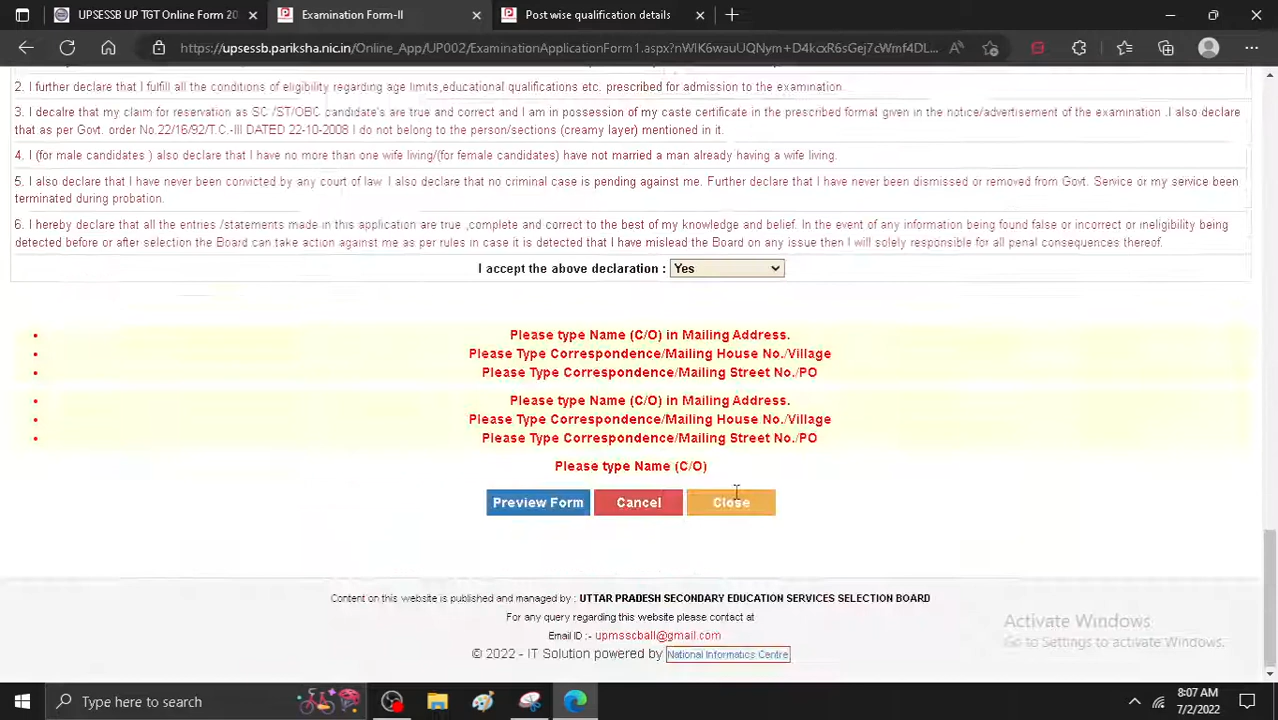 UPSESSB UP TGT Online Form 20
Examination Form-II
Post wise qualification details
https://upsessb.pariksha.nic.in/Online_App/UP002/ExaminationApplicationForm1.aspx?nWIK6wauUQNym+D4kcxR6sGej7cWmf4DL...
2. I further declare that I fulfill all the conditions of eligibility regarding age limits,educational qualifications etc. prescribed for admission to the examination.
3. I decalre that my claim for reservation as SC /ST/OBC candidate's are true and correct and I am in possession of my caste certificate in the prescribed format given in the notice/advertisement of the examination .I also declare
that as per Govt. order No.22/16/92/T.C.-III DATED 22-10-2008 I do not belong to the person/sections (creamy layer) mentioned in it.
4. I (for male candidates ) also declare that I have no more than one wife living/(for female candidates) have not married a man already having a wife living.
5. I also declare that I have never been convicted by any court of law I also declare that no criminal case is pending against me. Further declare that I have never been dismissed or removed from Govt. Service or my service been
terminated during probation.
6. I hereby declare that all the entries /statements made in this application are true ,complete and correct to the best of my knowledge and belief. In the event of any information being found false or incorrect or ineligibility being
detected before or after selection the Board can take action against me as per rules in case it is detected that I have mislead the Board on any issue then I will solely responsible for all penal consequences thereof.
I accept the above declaration : Yes
• Please type Name (C/O) in Mailing Address.
• Please Type Correspondence/Mailing House No./Village
• Please Type Correspondence/Mailing Street No./PO
• Please type Name (C/O) in Mailing Address.
• Please Type Correspondence/Mailing House No./Village
• Please Type Correspondence/Mailing Street No./PO
Please type Name (C/O)
Preview Form Cancel Close
Content on this website is published and managed by : UTTAR PRADESH SECONDARY EDUCATION SERVICES SELECTION BOARD
For any query regarding this website please contact at
Email ID :- upmsscball@gmail.com
© 2022 - IT Solution powered by National Informatics Centre
Activate Windows
Go to Settings to activate Windows.
Type here to search
8:07 AM
7/2/2022